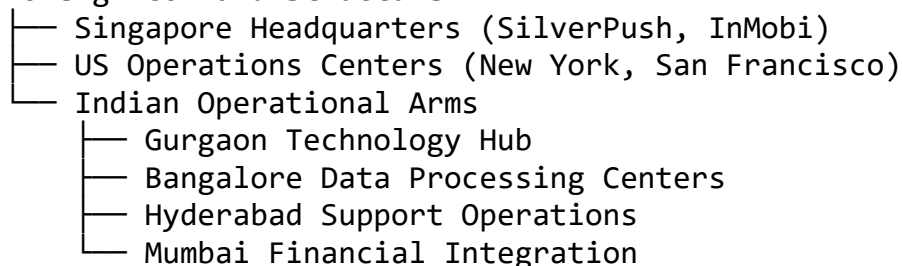 ├── Singapore Headquarters (SilverPush, InMobi)
├── US Operations Centers (New York, San Francisco)
└── Indian Operational Arms
    ├── Gurgaon Technology Hub
    ├── Bangalore Data Processing Centers
    ├── Hyderabad Support Operations
    └── Mumbai Financial Integration